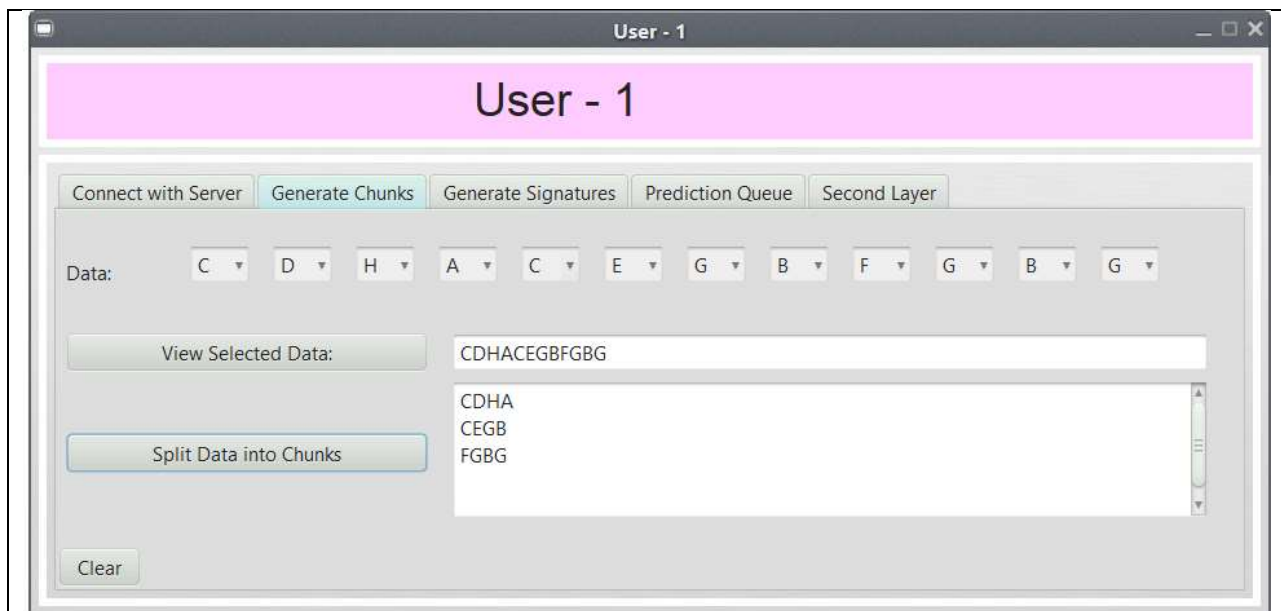 User - 1
User - 1
Connect with Server Generate Chunks Generate Signatures Prediction Queue Second Layer
Data: C D H A C E G B F G B G
View Selected Data: CDHACEGBFGBG
CDHA
CEGB
Split Data into Chunks FGBG
Clear